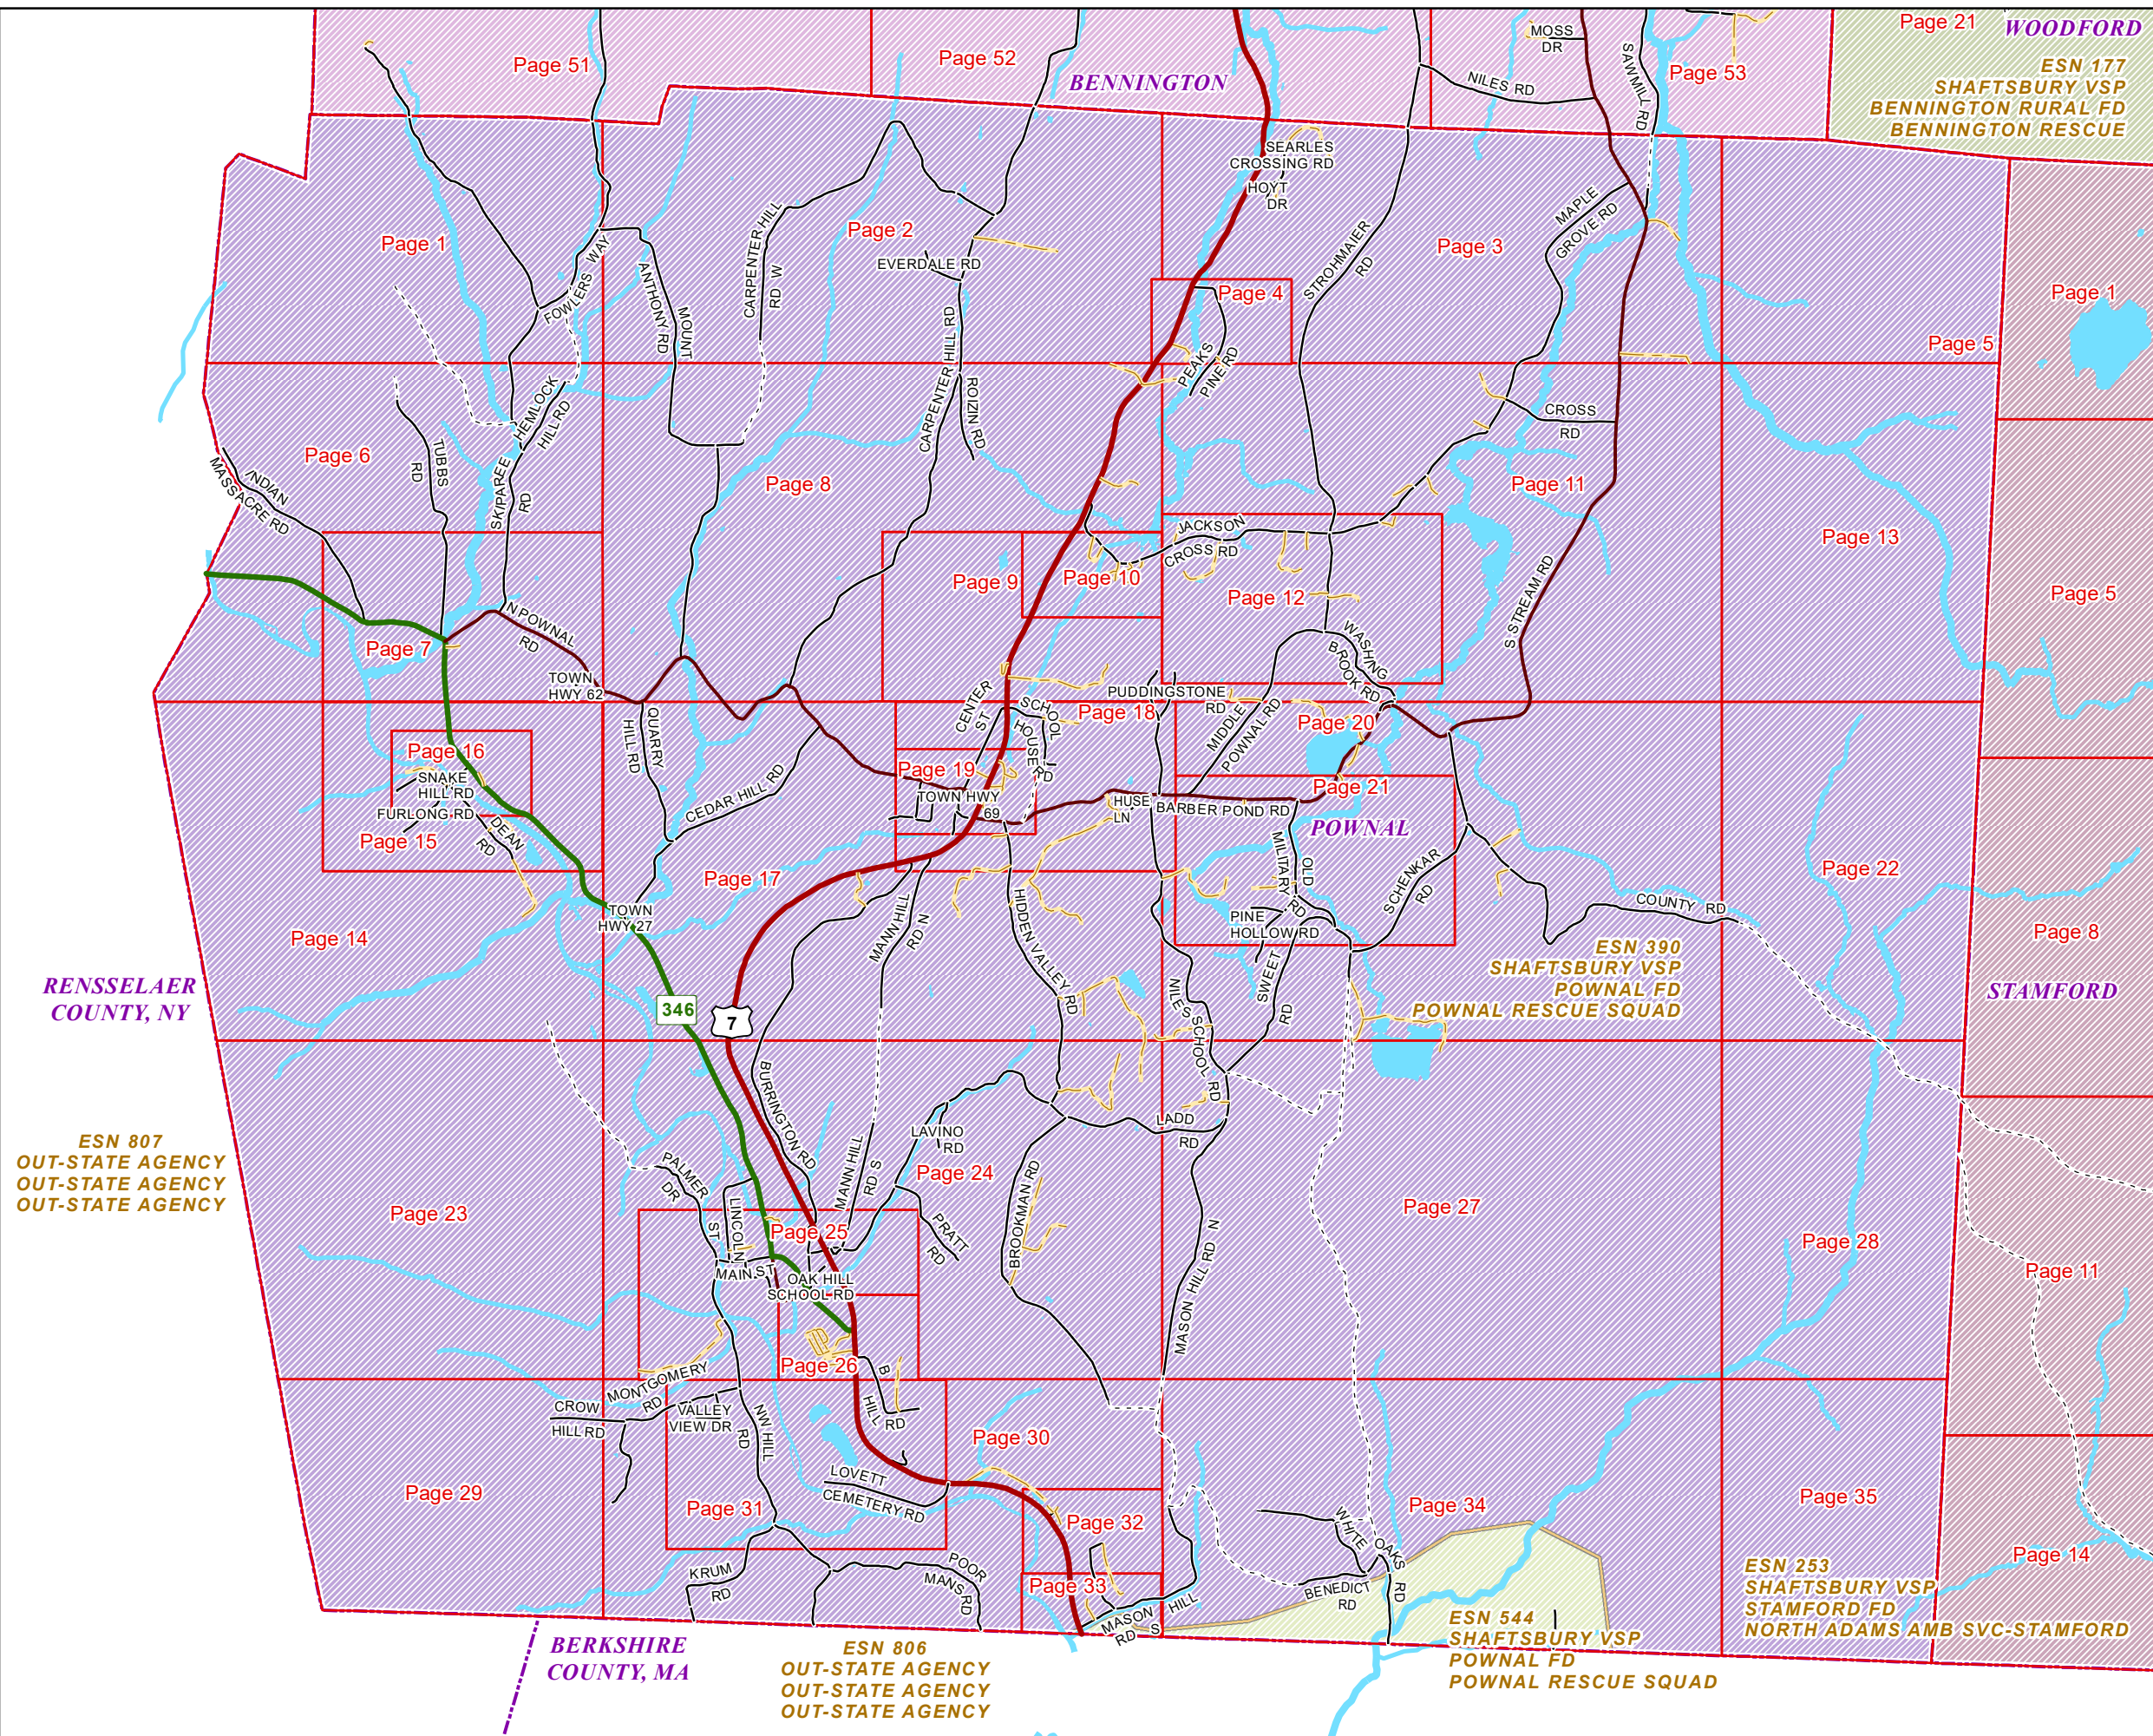 Page 21
WOODFORD
ESN 177
SHAFTSBURY VSP
BENNINGTON RURAL FD
BENNINGTON RESCUE
Page 51
Page 52
BENNINGTON
MOSS
DR
NILES RD
SAWMILL RD
Page 53
SEARLES
CROSSING RD
HOYT
DR
Page 1
FOWLERS WAY
ANTHONY RD
MOUNT
CARPENTER HILL
RD W
Page 2
EVERDALE RD
STROHMAIER
RD
MAPLE
GROVE RD
Page 3
Page 4
PEAKS
PINE RD
Page 5
Page 1
CARPENTER HILL RD
ROIZIN RD
HEMLOCK
HILL RD
TUBBS
RD
SKIPAREE
RD
Page 6
INDIAN
MASSACRE RD
Page 8
CROSS
RD
Page 11
Page 13
Page 5
JACKSON
CROSS RD
Page 9
Page 10
Page 12
S STREAM RD
Page 7
N POWNAL
RD
TOWN
HWY 62
WASHING
BROOK RD
PUDDINGSTONE
RD
Page 18
MIDDLE
POWNAL RD
Page 20
CENTER
ST
SCHOOL
HOUSE
RD
QUARRY
HILL RD
CEDAR HILL RD
Page 16
SNAKE
HILL RD
FURLONG RD
Page 15
DEAN
RD
Page 19
TOWN HWY
69
HUSE
LN
BARBER POND RD
Page 21
POWNAL
Page 17
TOWN
HWY 27
Page 14
MANN HILL
RD N
HIDDEN VALLEY RD
OLD
MILITARY RD
PINE
HOLLOW RD
SWEET
RD
SCHENKAR
RD
COUNTY RD
Page 22
Page 8
ESN 390
SHAFTSBURY VSP
POWNAL FD
POWNAL RESCUE SQUAD
STAMFORD
RENSSELAER
COUNTY, NY
346
7
NILES
SCHOOL RD
BURRINGTON RD
LADD
RD
LAVINO
RD
MANN HILL
RD S
Page 24
ESN 807
OUT-STATE AGENCY
OUT-STATE AGENCY
OUT-STATE AGENCY
Page 23
PALMER
DR
LINCOLN
ST
Page 25
PRATT
RD
BROOKMAN RD
MASON HILL RD N
Page 27
Page 28
Page 11
MAIN ST
OAK HILL
SCHOOL RD
Page 26
B
HILL
RD
MONTGOMERY
RD
CROW
HILL RD
VALLEY
VIEW DR
NW HILL
RD
Page 30
LOVETT
CEMETERY RD
Page 29
Page 31
Page 32
Page 34
Page 35
WHITE
OAKS
RD
BENEDICT
RD
KRUM
RD
POOR
MANS RD
Page 33
MASON HILL
RD S
Page 14
ESN 253
SHAFTSBURY VSP
STAMFORD FD
NORTH ADAMS AMB SVC-STAMFORD
ESN 544
SHAFTSBURY VSP
POWNAL FD
POWNAL RESCUE SQUAD
BERKSHIRE
COUNTY, MA
ESN 806
OUT-STATE AGENCY
OUT-STATE AGENCY
OUT-STATE AGENCY